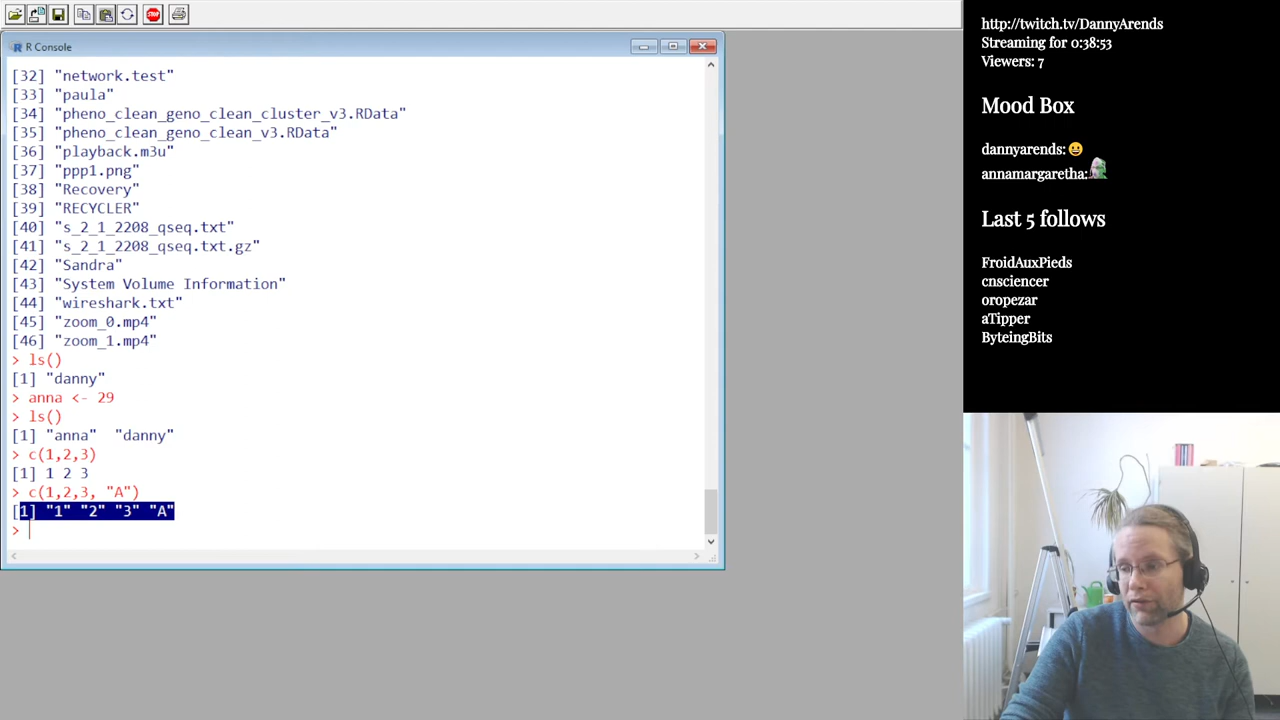 R Console
[32] "network.test"
[33] "paula"
[34] "pheno_clean_geno_clean_cluster_v3.RData"
[35] "pheno_clean_geno_clean_v3.RData"
[36] "playback.m3u"
[37] "ppp1.png"
[38] "Recovery"
[39] "RECYCLER"
[40] "s_2_1_2208_qseq.txt"
[41] "s_2_1_2208_qseq.txt.gz"
[42] "Sandra"
[43] "System Volume Information"
[44] "wireshark.txt"
[45] "zoom_0.mp4"
[46] "zoom_1.mp4"
> ls()
[1] "danny"
> anna <- 29
> ls()
[1] "anna"  "danny"
> c(1,2,3)
[1] 1 2 3
> c(1,2,3, "A")
[1] "1" "2" "3" "A"
>
http://twitch.tv/DannyArends
Streaming for 0:38:53
Viewers: 7
Mood Box
dannyarends:
annamargaretha:
Last 5 follows
FroidAuxPieds
cnsciencer
oropezar
aTipper
ByteingBits
STOP